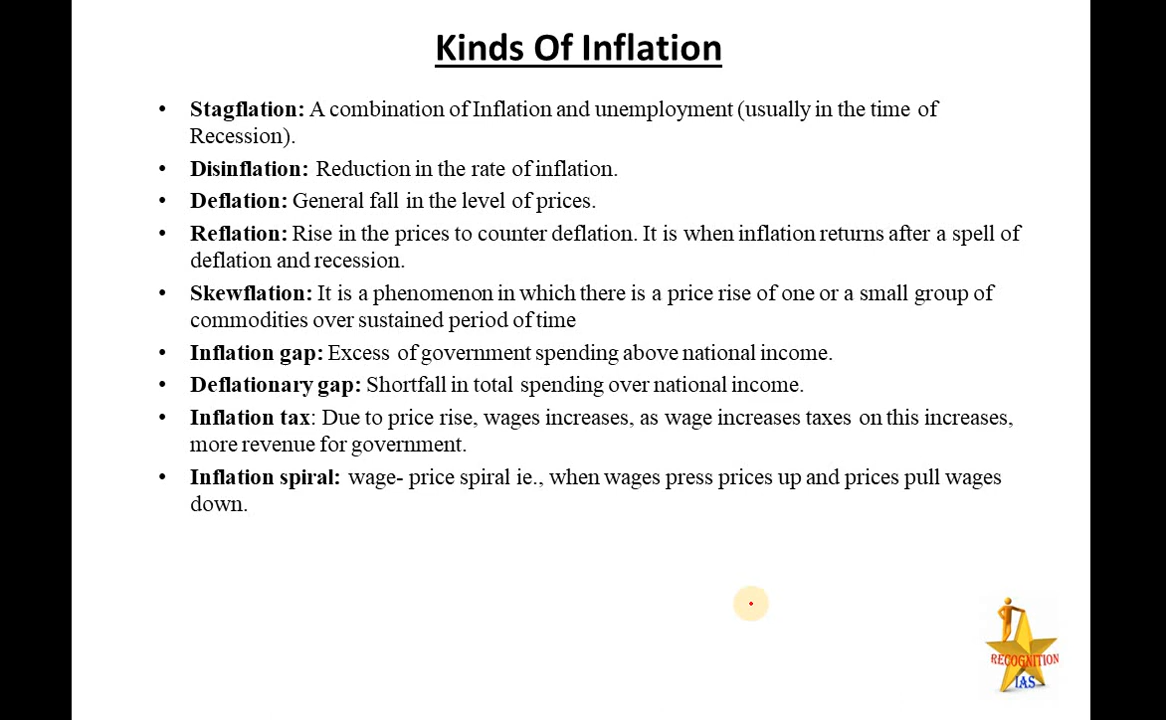 Kinds Of Inflation
• Stagflation: A combination of Inflation and unemployment (usually in the time of
Recession).
• Disinflation: Reduction in the rate of inflation.
• Deflation: General fall in the level of prices.
• Reflation: Rise in the prices to counter deflation. It is when inflation returns after a spell of
deflation and recession.
• Skewflation: It is a phenomenon in which there is a price rise of one or a small group of
commodities over sustained period of time
• Inflation gap: Excess of government spending above national income.
• Deflationary gap: Shortfall in total spending over national income.
• Inflation tax: Due to price rise, wages increases, as wage increases taxes on this increases,
more revenue for government.
• Inflation spiral: wage- price spiral ie., when wages press prices up and prices pull wages
down.
RECOGNITION
IAS